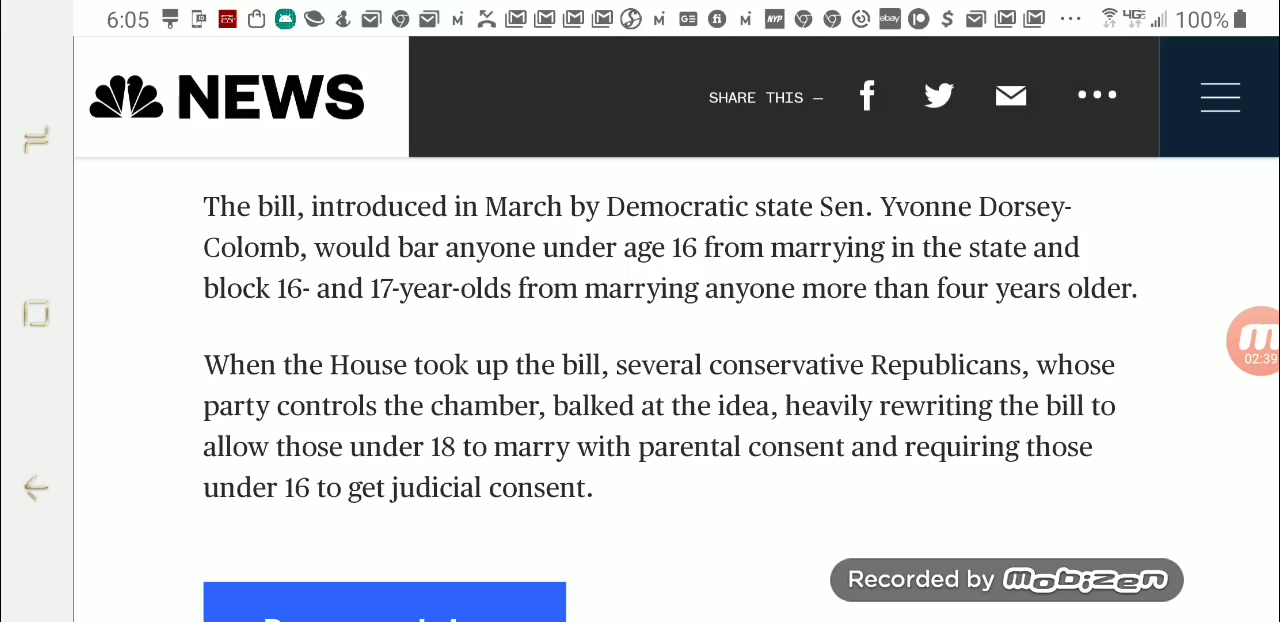 6:05
NYP
ebay
4GE
100%
NEWS
SHARE THIS —
The bill, introduced in March by Democratic state Sen. Yvonne Dorsey-
Colomb, would bar anyone under age 16 from marrying in the state and
block 16- and 17-year-olds from marrying anyone more than four years older.
02:39
When the House took up the bill, several conservative Republicans, whose
party controls the chamber, balked at the idea, heavily rewriting the bill to
allow those under 18 to marry with parental consent and requiring those
under 16 to get judicial consent.
Recorded by mobizen